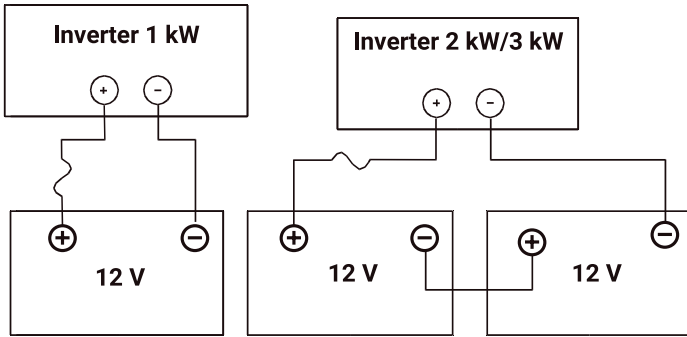 Inverter 1 kW
+ −
+ −
12 V
Inverter 2 kW/3 kW
+ −
+ −
12 V
+ −
12 V